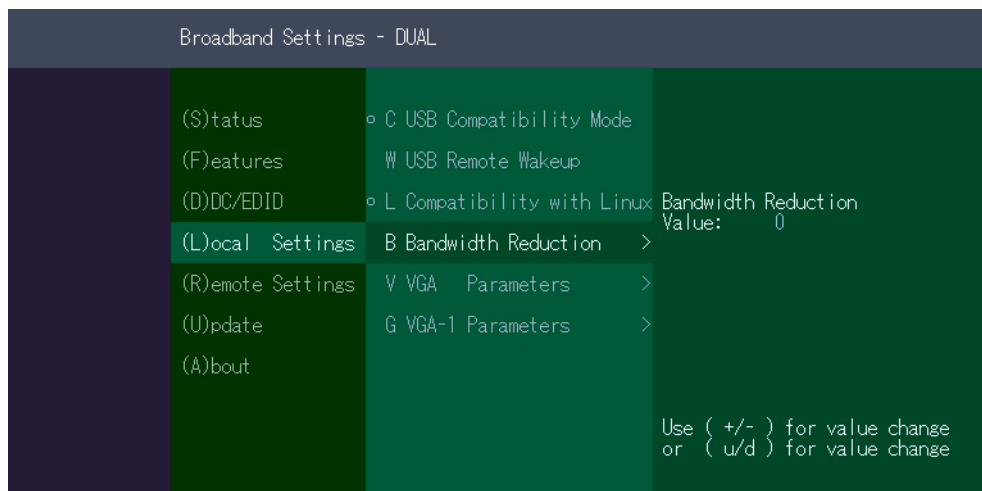 Broadband Settings - DUAL
(S)tatus
(F)eatures
(D)DC/EDID
(L)ocal Settings
(R)emote Settings
(U)pdate
(A)bout
C USB Compatibility Mode
W USB Remote Wakeup
L Compatibility with Linux
B Bandwidth Reduction >
V VGA Parameters >
G VGA-1 Parameters >
Bandwidth Reduction
Value: 0
Use ( +/- ) for value change
or ( u/d ) for value change